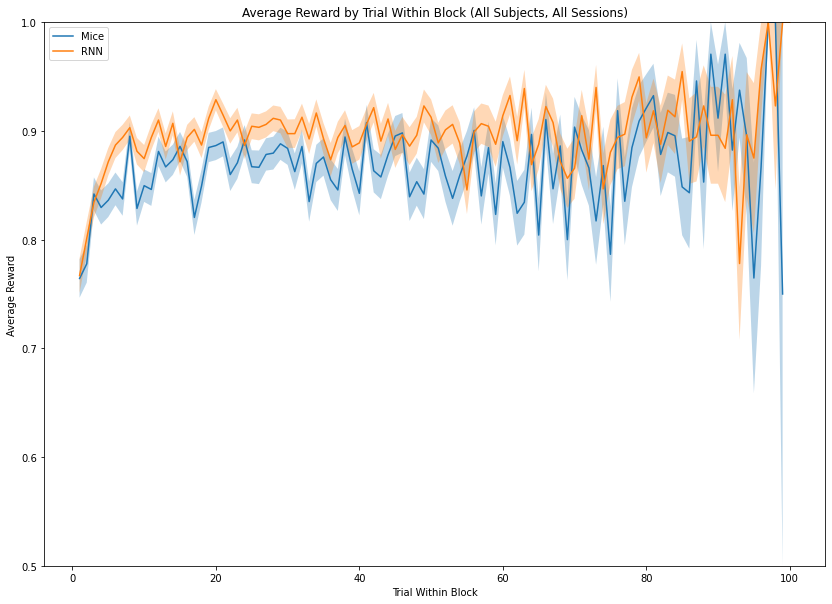 Average Reward by Trial Within Block (All Subjects, All Sessions)
Mice
RNN
1.0
0.9
0.8
0.7
0.6
0.5
Average Reward
0 20 40 60 80 100
Trial Within Block